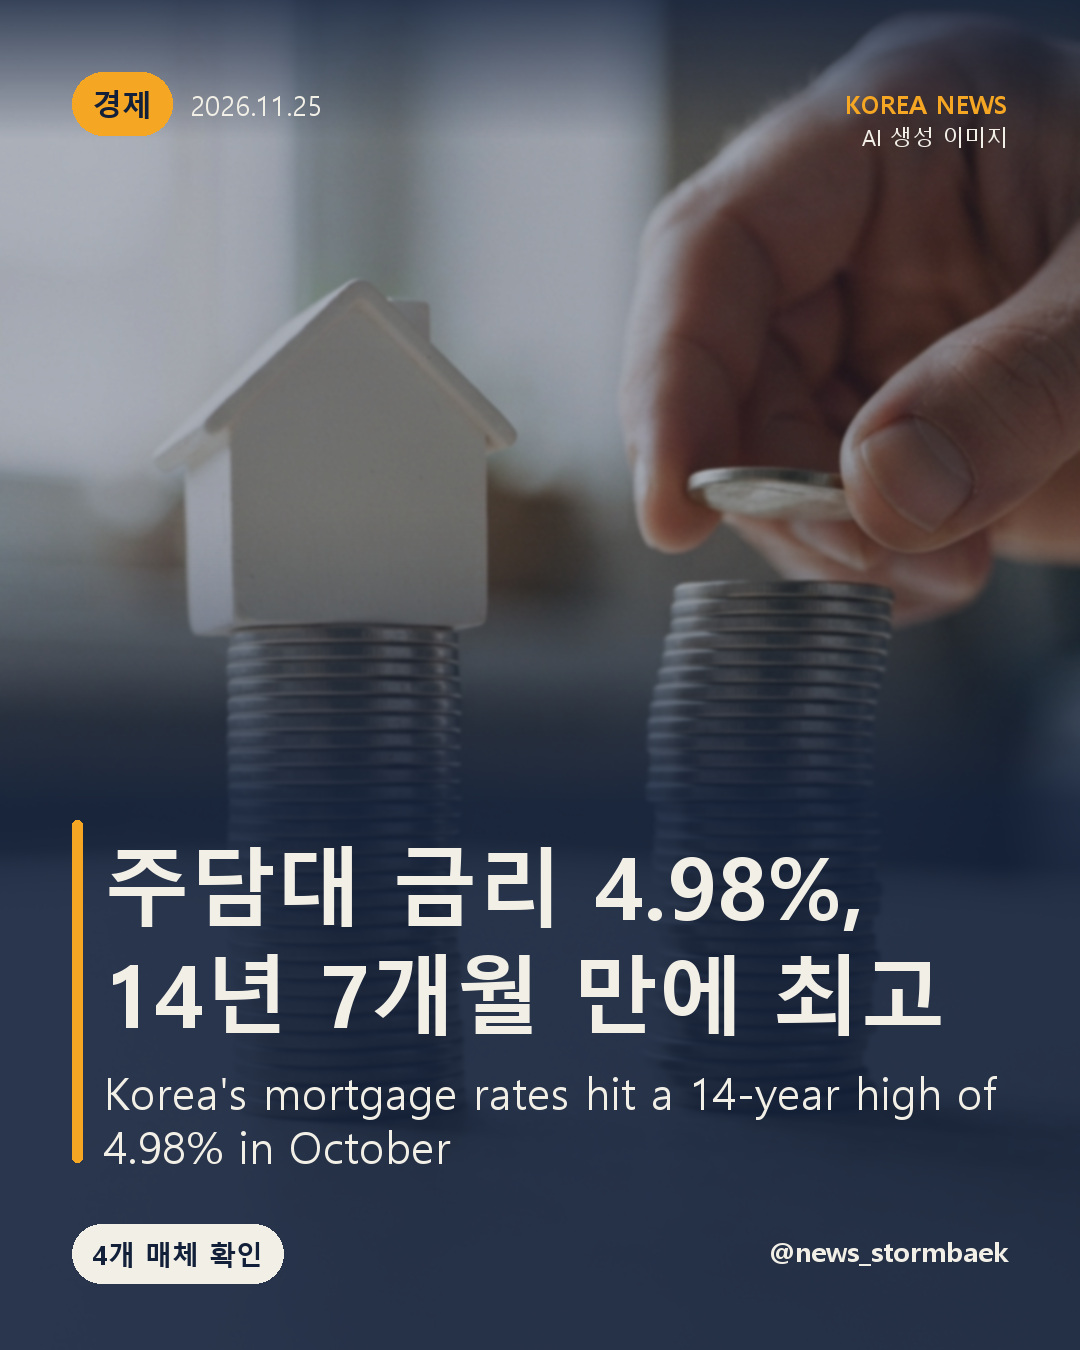 경제
2026.11.25
KOREA NEWS
AI 생성 이미지
주담대 금리 4.98%,
14년 7개월 만에 최고
Korea's mortgage rates hit a 14-year high of
4.98% in October
4개 매체 확인
@news_stormbaek